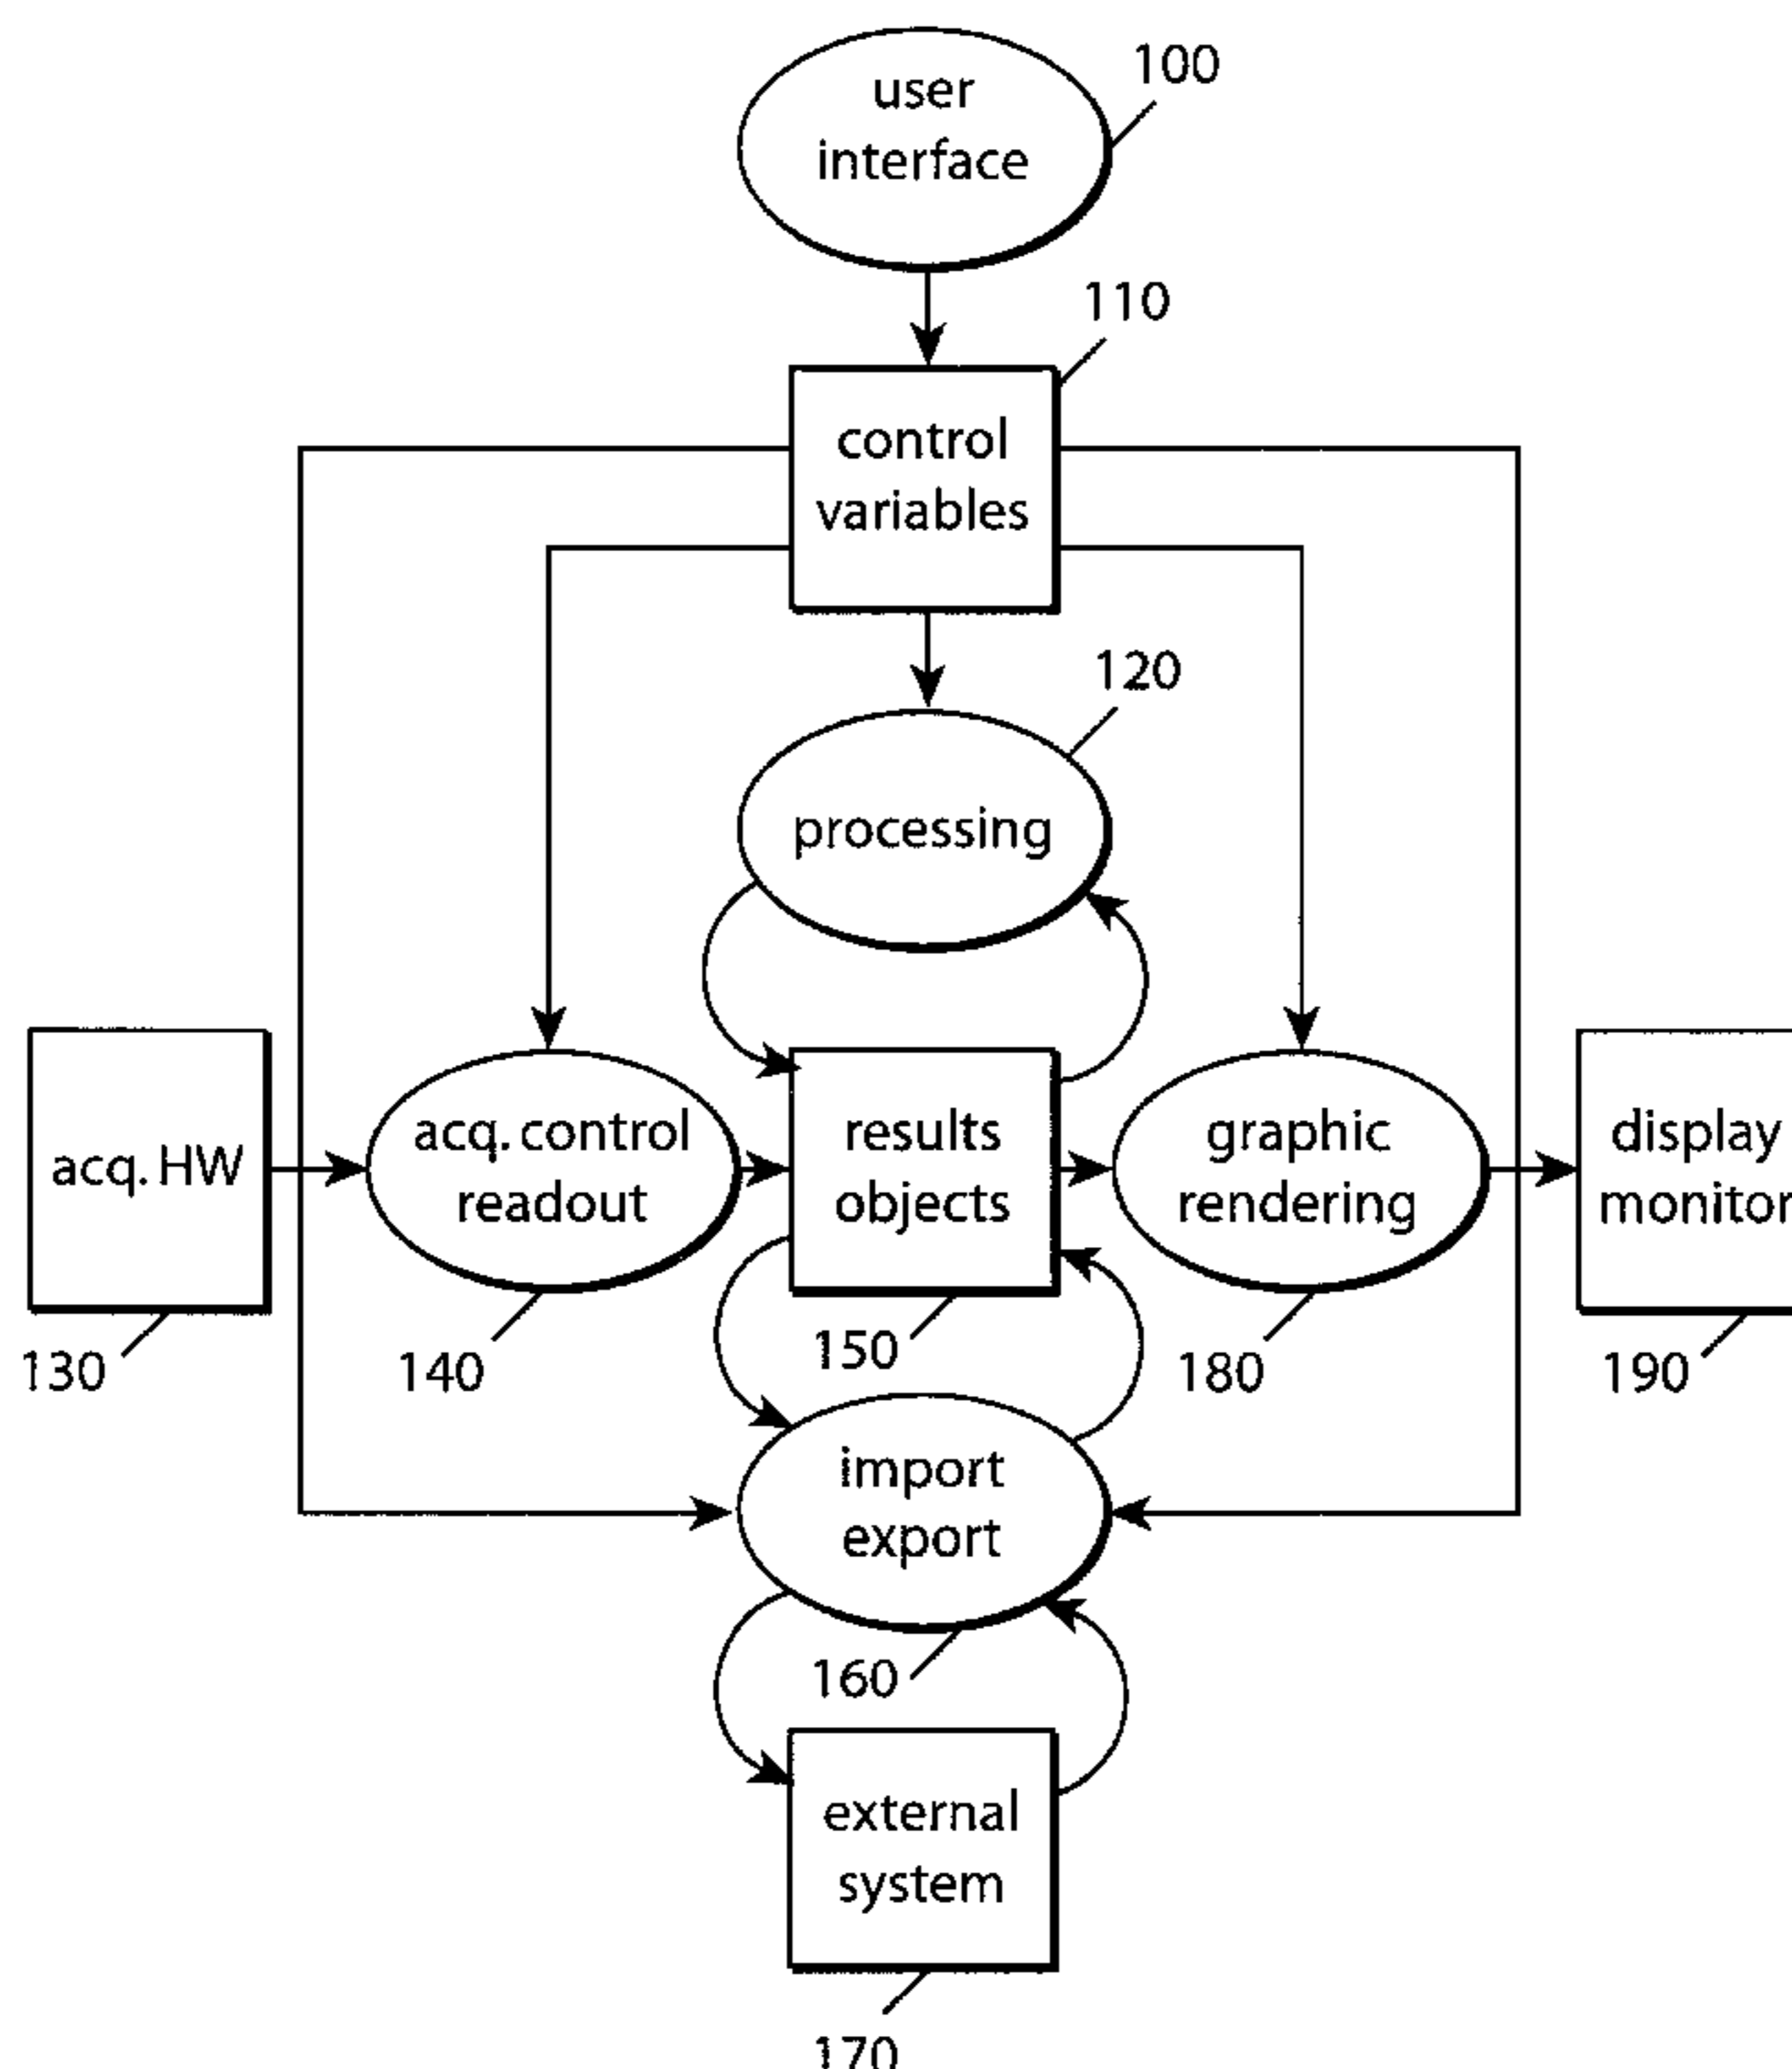 user
interface
100
110
control
variables
120
processing
acq. HW
acq. control
readout
results
objects
graphic
rendering
display
monitor
130
140
150
180
190
import
export
160
external
system
170